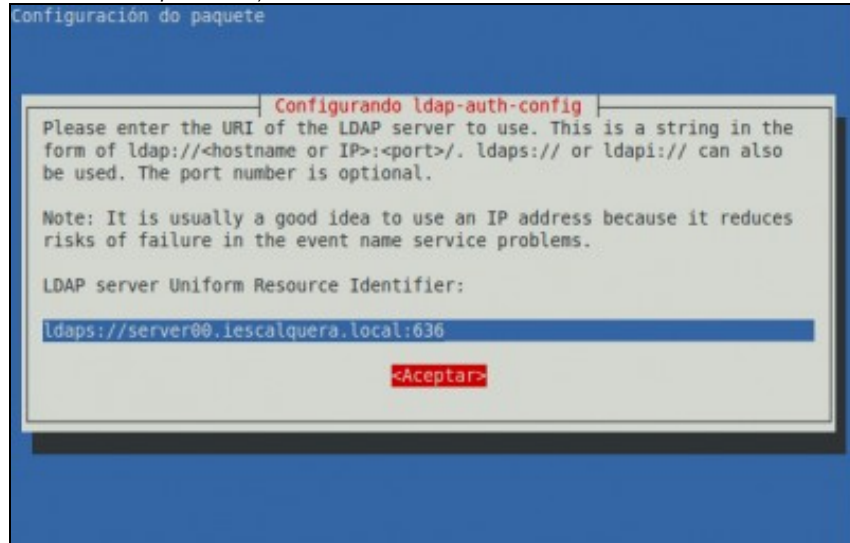 Configuración do paquete
Configurando ldap-auth-config
Please enter the URI of the LDAP server to use. This is a string in the
form of ldap://<hostname or IP>:<port>/. ldaps:// or ldapi:// can also
be used. The port number is optional.
Note: It is usually a good idea to use an IP address because it reduces
risks of failure in the event name service problems.
LDAP server Uniform Resource Identifier:
ldaps://server00.iescalquera.local:636
<Aceptar>